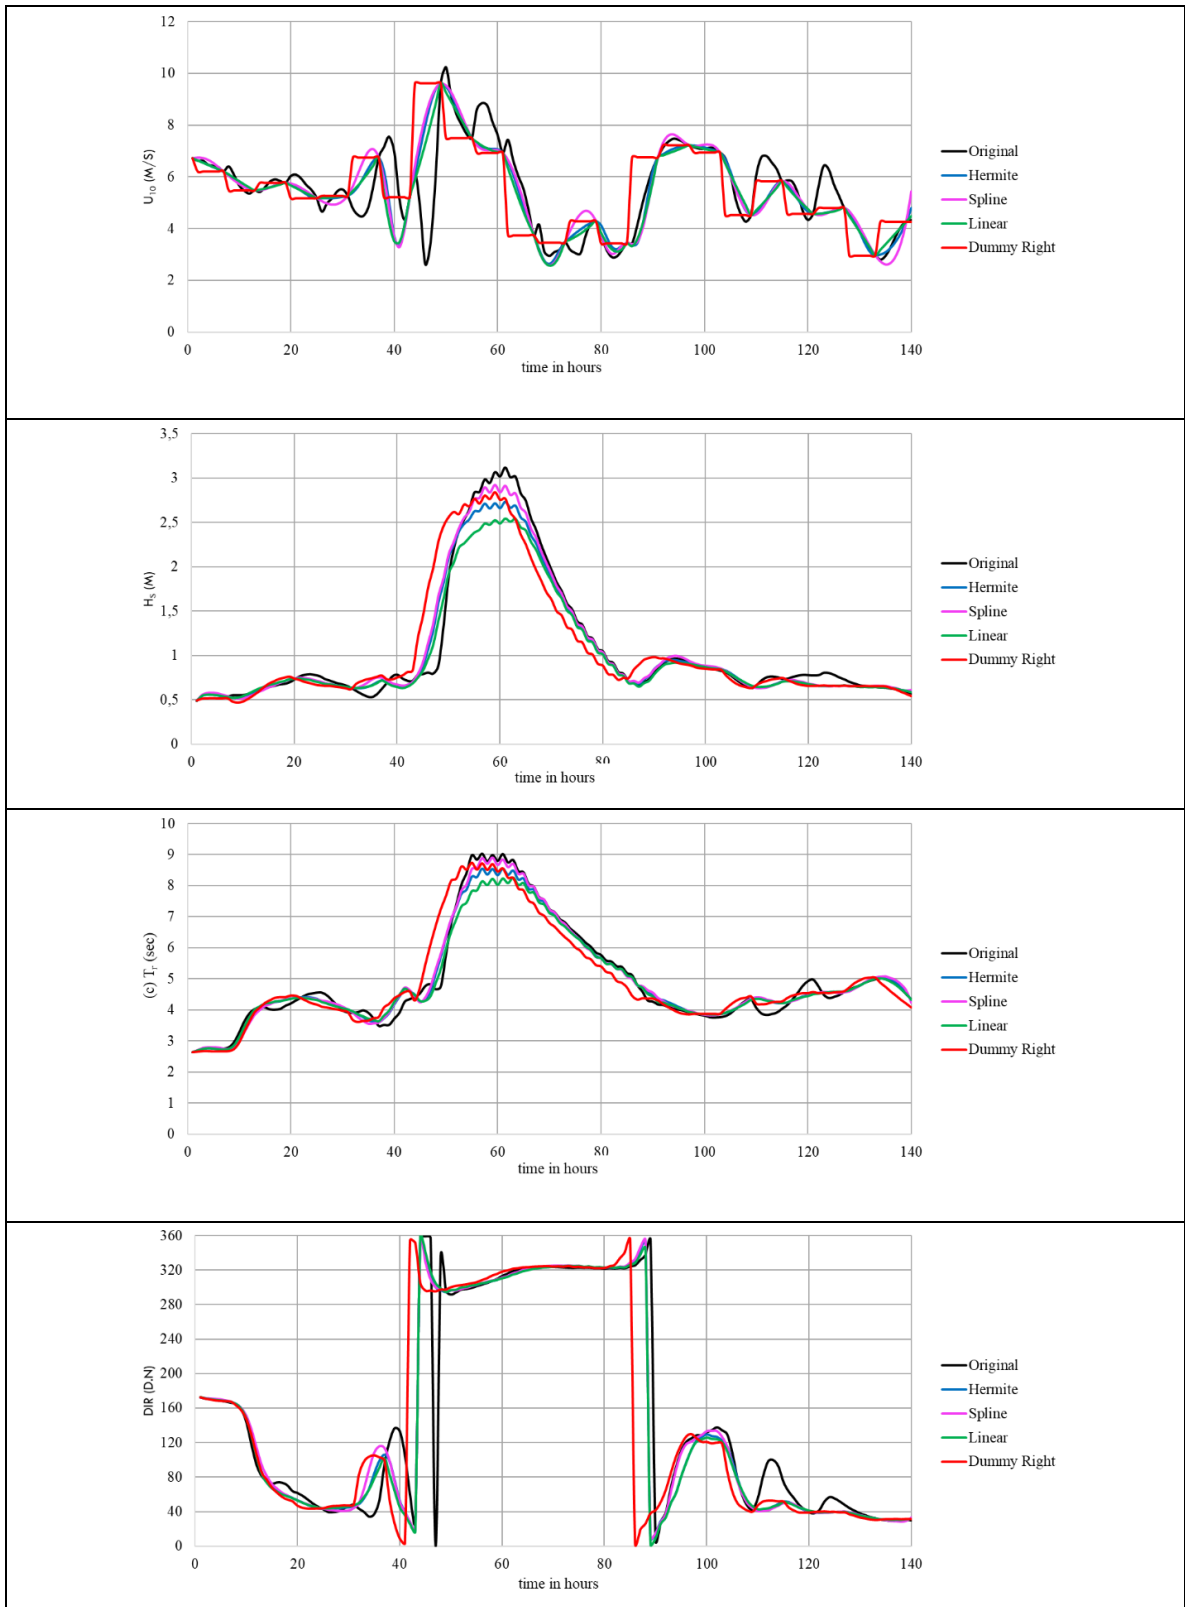 12
10
8
6
4
2
0
U10 (M/S)
0 20 40 60 80 100 120 140
time in hours
Original
Hermite
Spline
Linear
Dummy Right
3,5
3
2,5
2
1,5
1
0,5
0
HS (M)
0 20 40 60 80 100 120 140
time in hours
Original
Hermite
Spline
Linear
Dummy Right
10
9
8
7
6
5
4
3
2
1
0
(c) Tr (sec)
0 20 40 60 80 100 120 140
time in hours
Original
Hermite
Spline
Linear
Dummy Right
360
320
280
240
200
160
120
80
40
0
DIR (D.N)
0 20 40 60 80 100 120 140
time in hours
Original
Hermite
Spline
Linear
Dummy Right